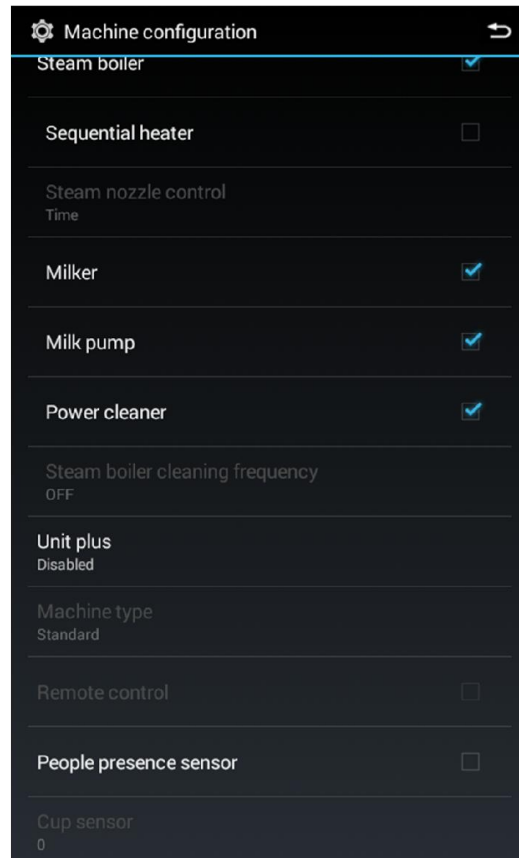 Machine configuration
Steam boiler
Sequential heater
Steam nozzle control
Time
Milker
Milk pump
Power cleaner
Steam boiler cleaning frequency
OFF
Unit plus
Disabled
Machine type
Standard
Remote control
People presence sensor
Cup sensor
0